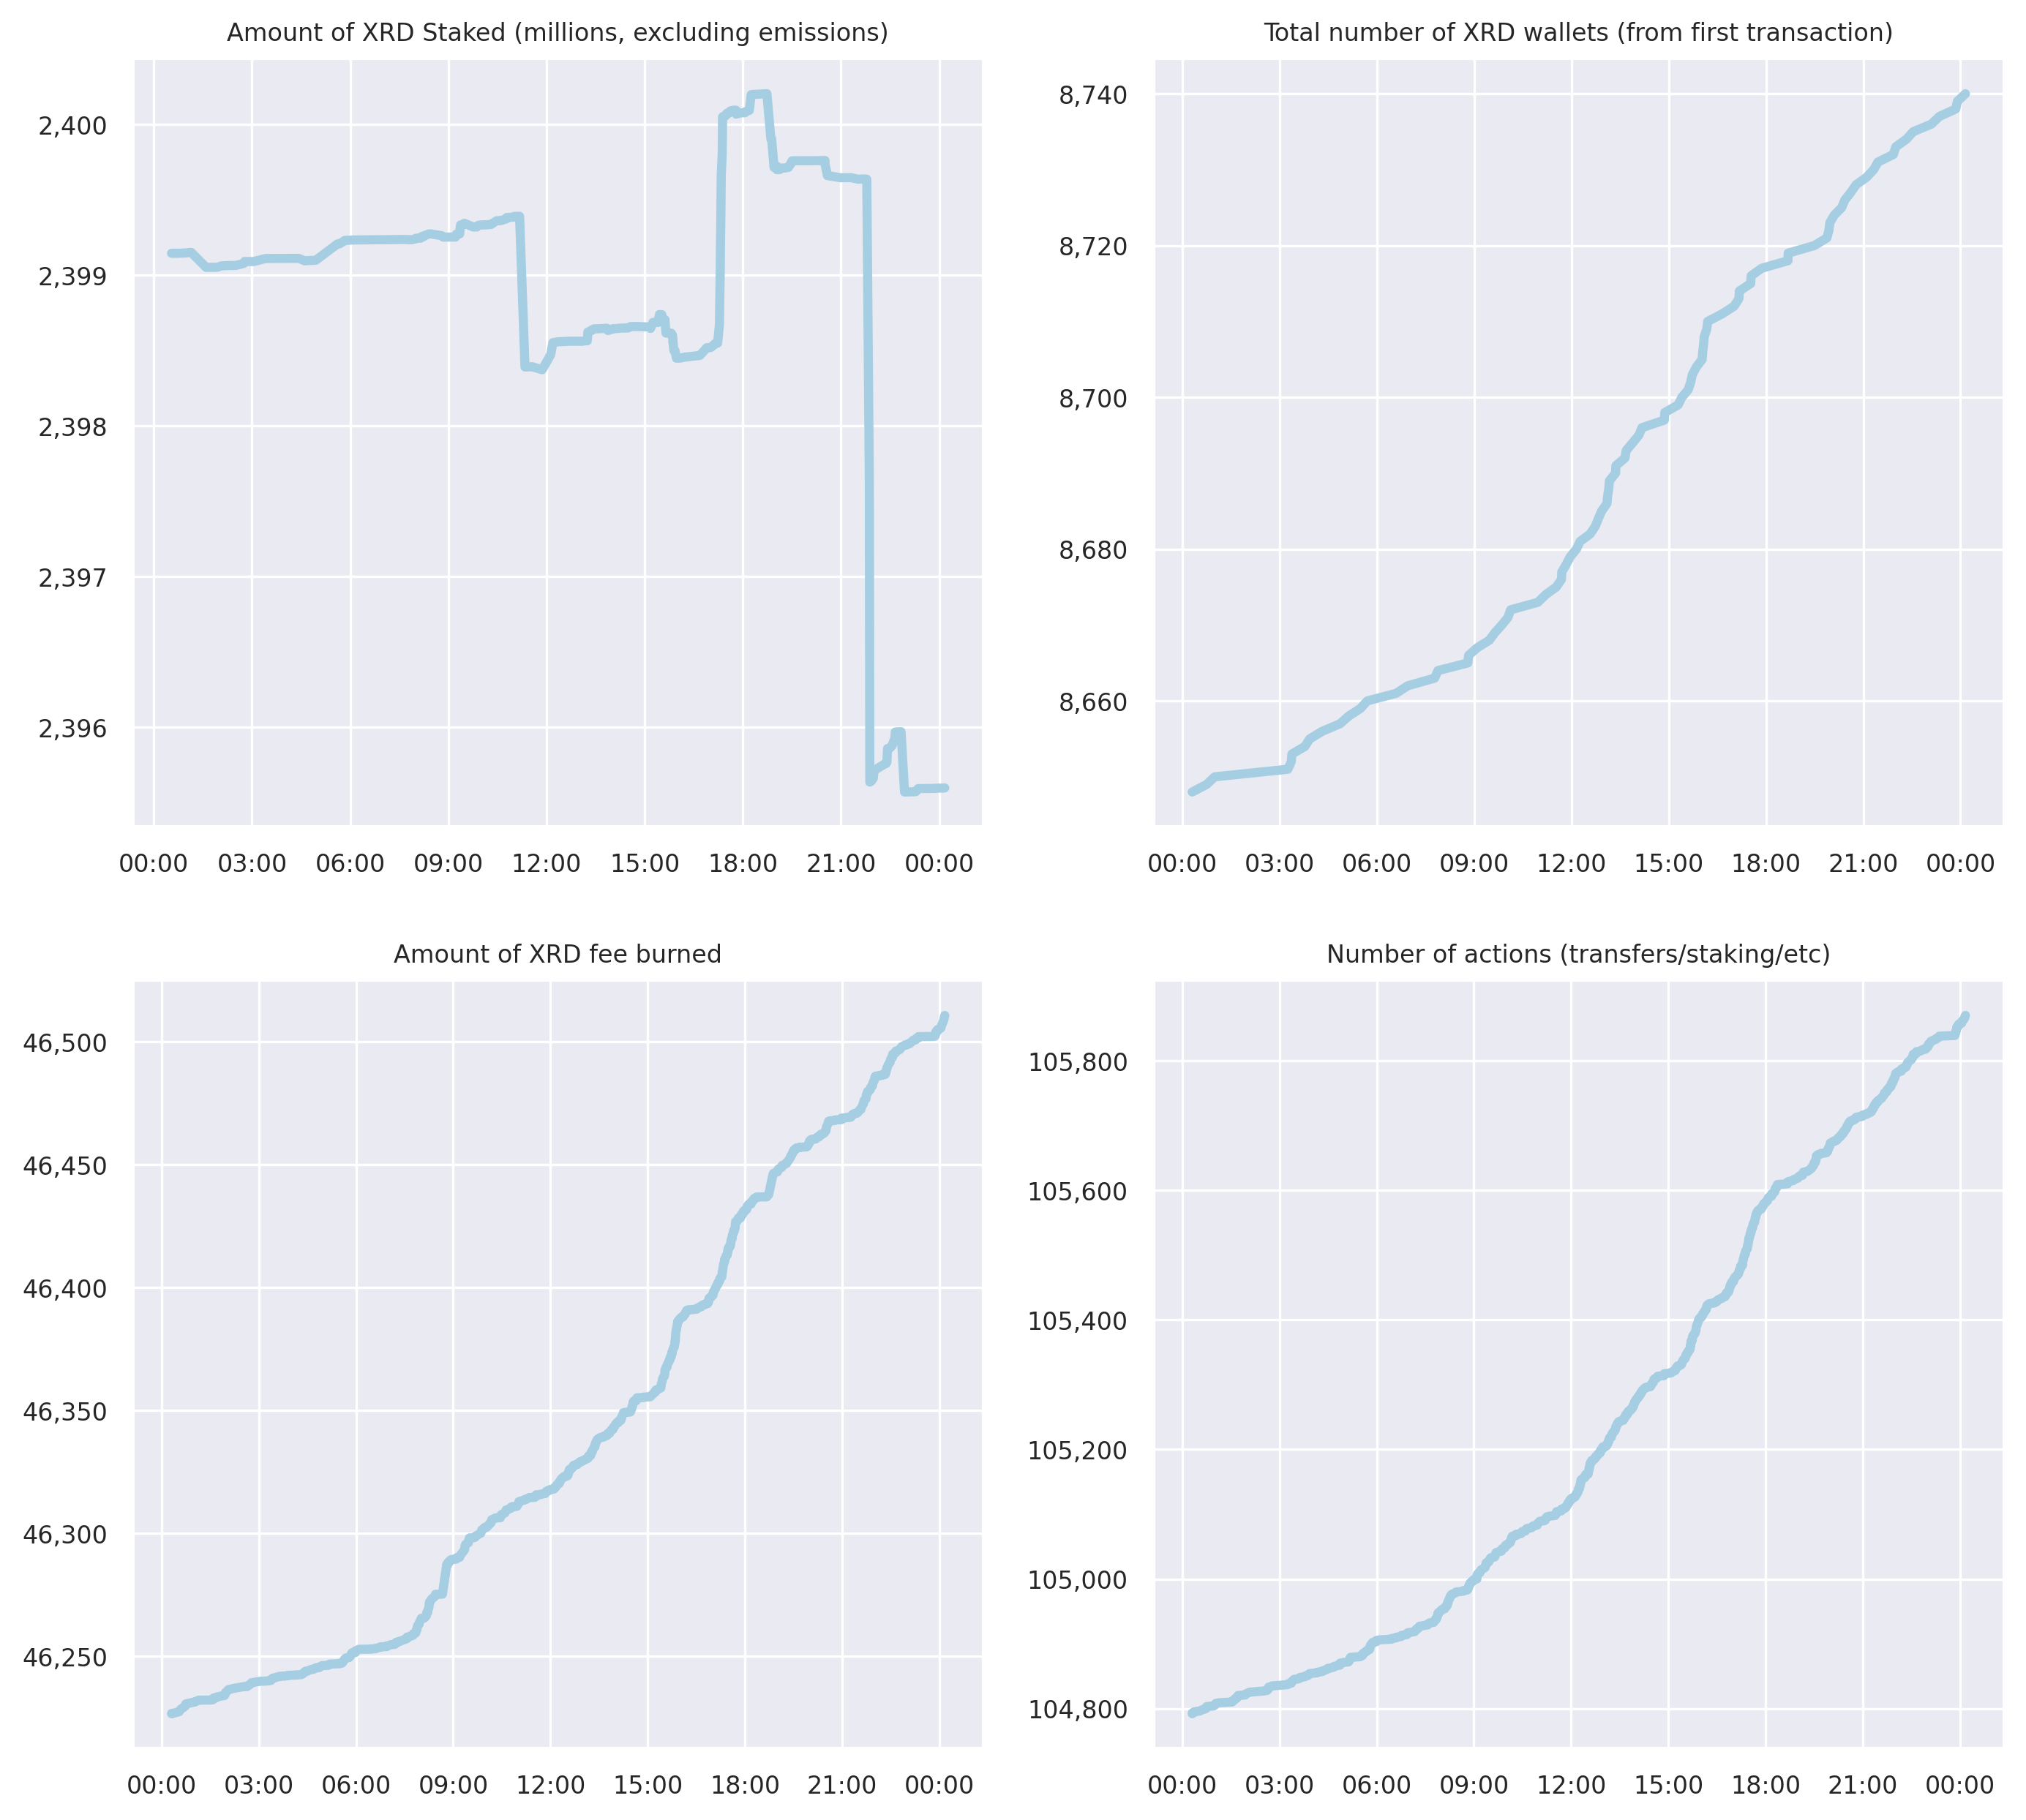 Amount of XRD Staked (millions, excluding emissions)
2,400
2,399
2,398
2,397
2,396
00:00 03:00 06:00 09:00 12:00 15:00 18:00 21:00 00:00
Total number of XRD wallets (from first transaction)
8,740
8,720
8,700
8,680
8,660
00:00 03:00 06:00 09:00 12:00 15:00 18:00 21:00 00:00
Amount of XRD fee burned
46,500
46,450
46,400
46,350
46,300
46,250
00:00 03:00 06:00 09:00 12:00 15:00 18:00 21:00 00:00
Number of actions (transfers/staking/etc)
105,800
105,600
105,400
105,200
105,000
104,800
00:00 03:00 06:00 09:00 12:00 15:00 18:00 21:00 00:00